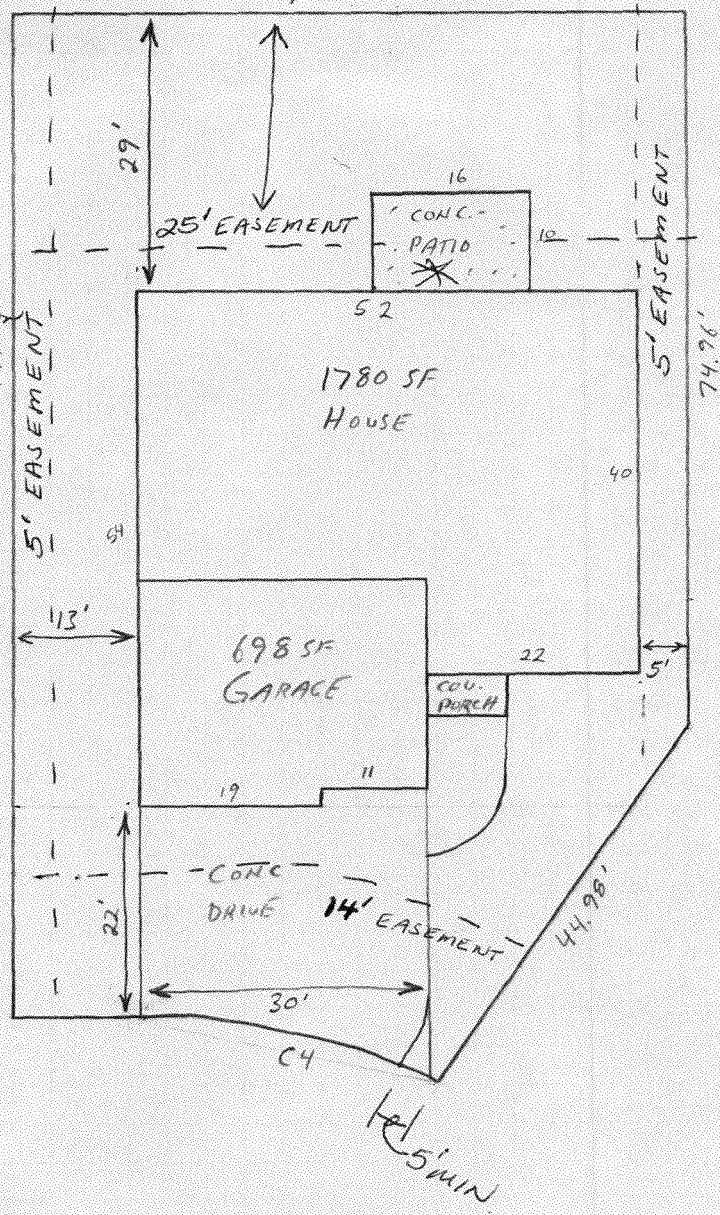 29'
25' EASEMENT
16
CONC.
PATIO
10
5' EASEMENT
74.96'
52
1780 SF
HOUSE
5' EASEMENT
54
40
13'
698 SF
GARAGE
22
5'
COV.
PORCH
19
11
22'
CONC
DRIVE
14' EASEMENT
44.98'
30'
C4
5' MIN